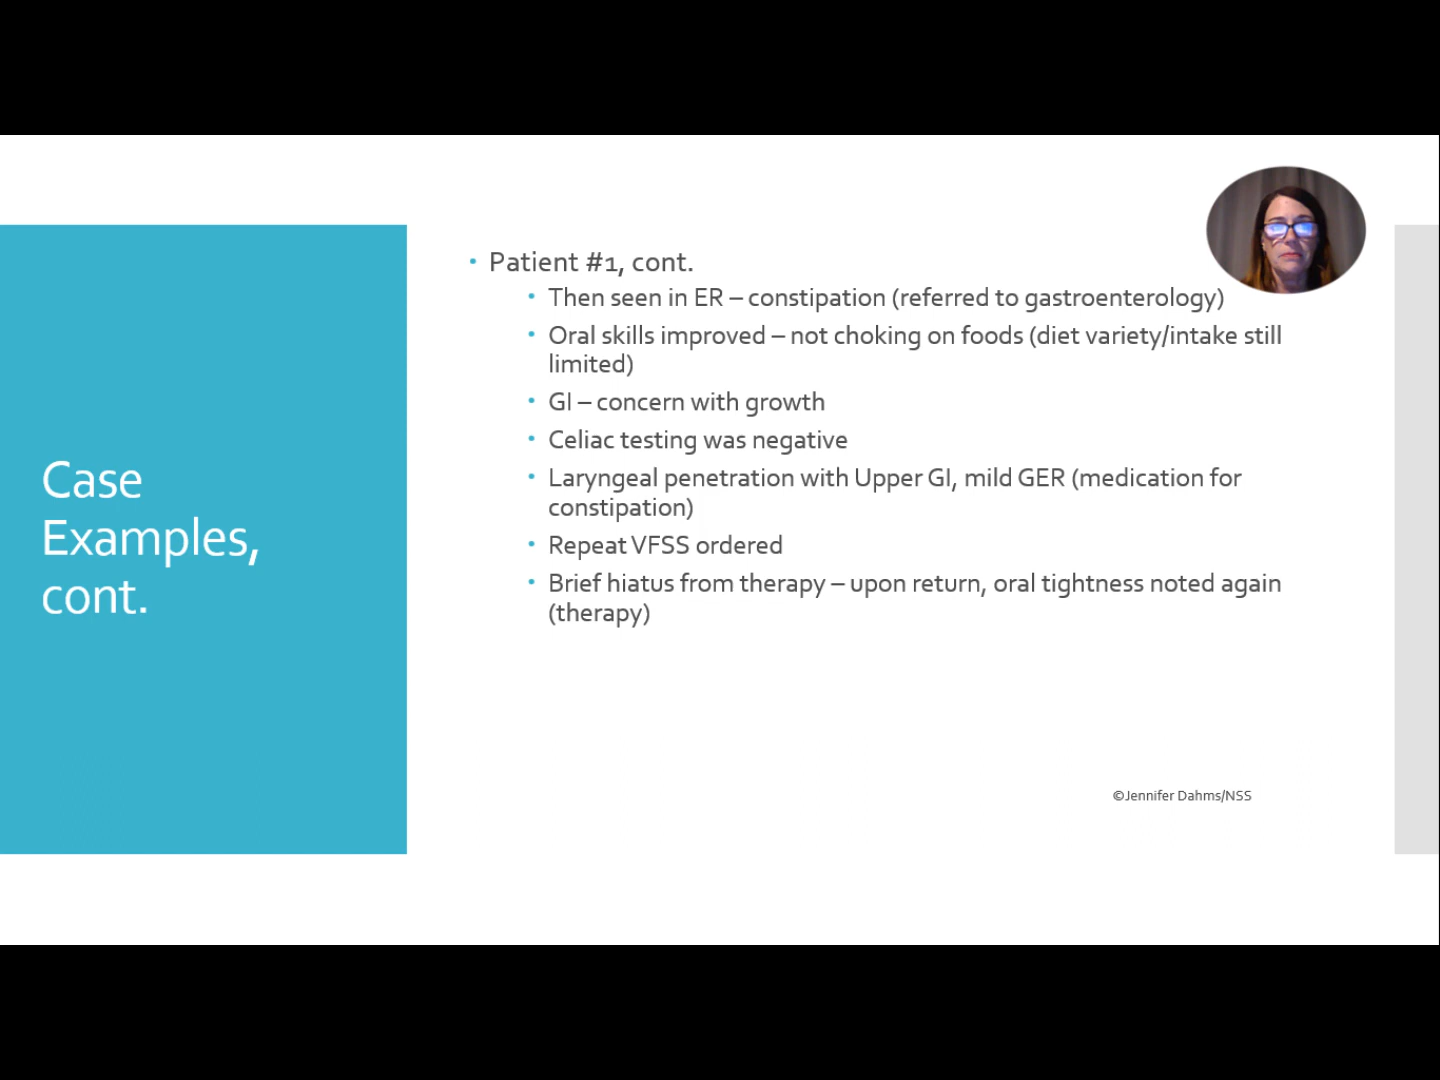 Case
Examples,
cont.
• Patient #1, cont.
• Then seen in ER – constipation (referred to gastroenterology)
• Oral skills improved – not choking on foods (diet variety/intake still
limited)
• GI – concern with growth
• Celiac testing was negative
• Laryngeal penetration with Upper GI, mild GER (medication for
constipation)
• Repeat VFSS ordered
• Brief hiatus from therapy – upon return, oral tightness noted again
(therapy)
©Jennifer Dahms/NSS